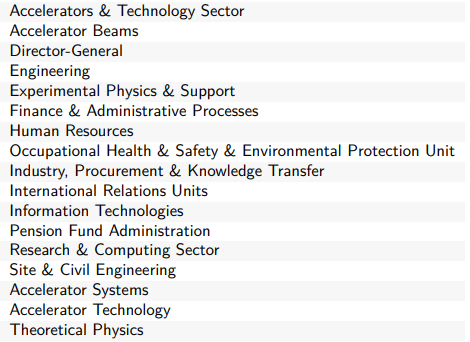 Accelerators & Technology Sector
Accelerator Beams
Director-General
Engineering
Experimental Physics & Support
Finance & Administrative Processes
Human Resources
Occupational Health & Safety & Environmental Protection Unit
Industry, Procurement & Knowledge Transfer
International Relations Units
Information Technologies
Pension Fund Administration
Research & Computing Sector
Site & Civil Engineering
Accelerator Systems
Accelerator Technology
Theoretical Physics